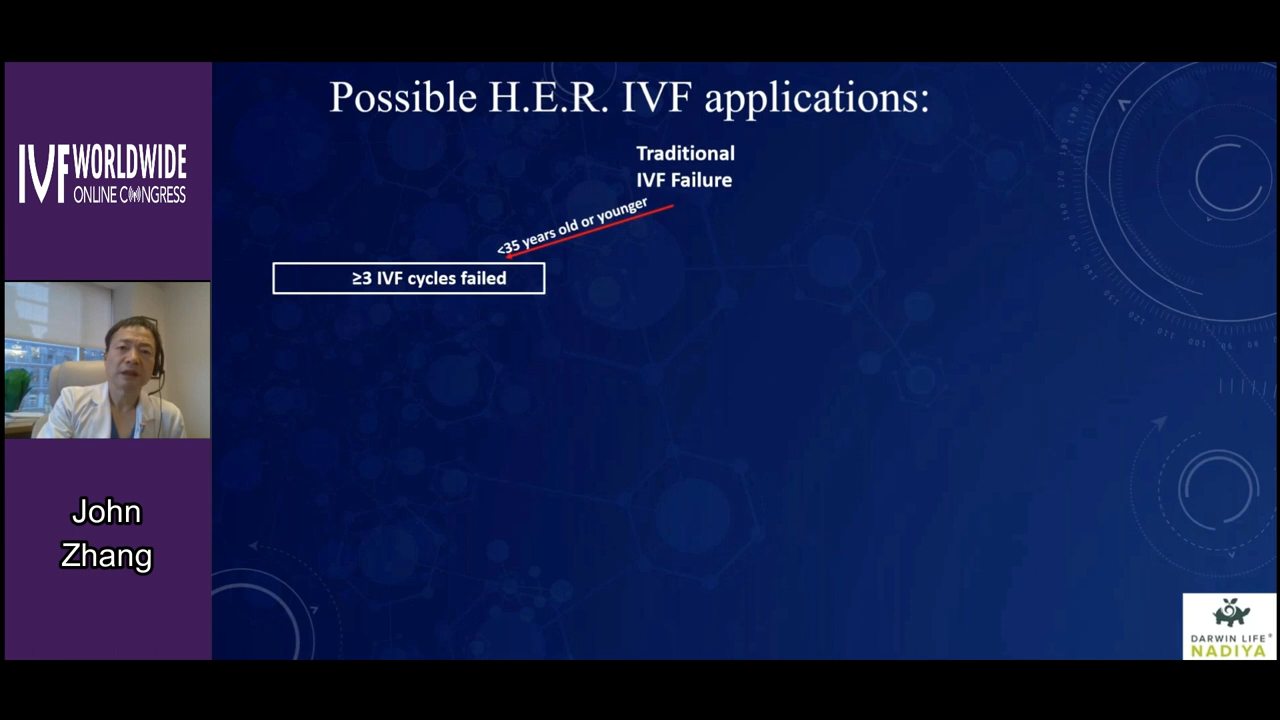 IVF WORLDWIDE
ONLINE CONGRESS
John
Zhang
Possible H.E.R. IVF applications:
Traditional
IVF Failure
<35 years old or younger
≥3 IVF cycles failed
DARWIN LIFE®
NADIYA